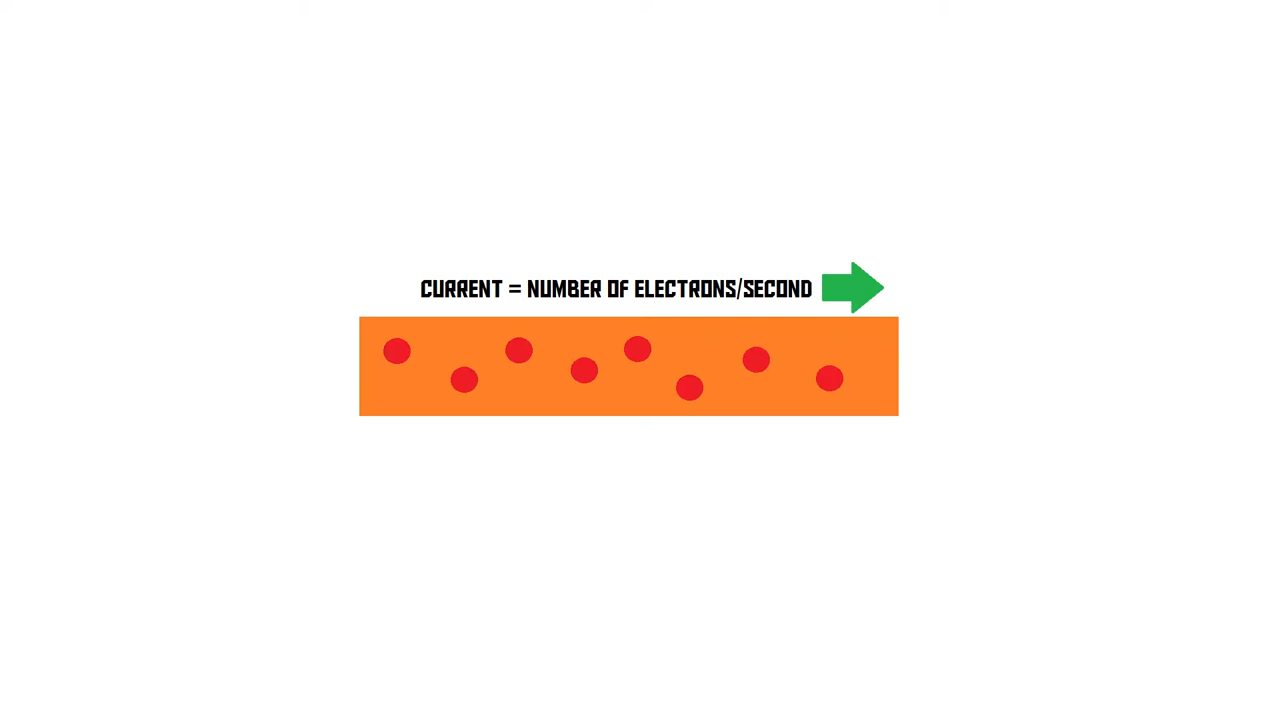 CURRENT = NUMBER OF ELECTRONS/SECOND